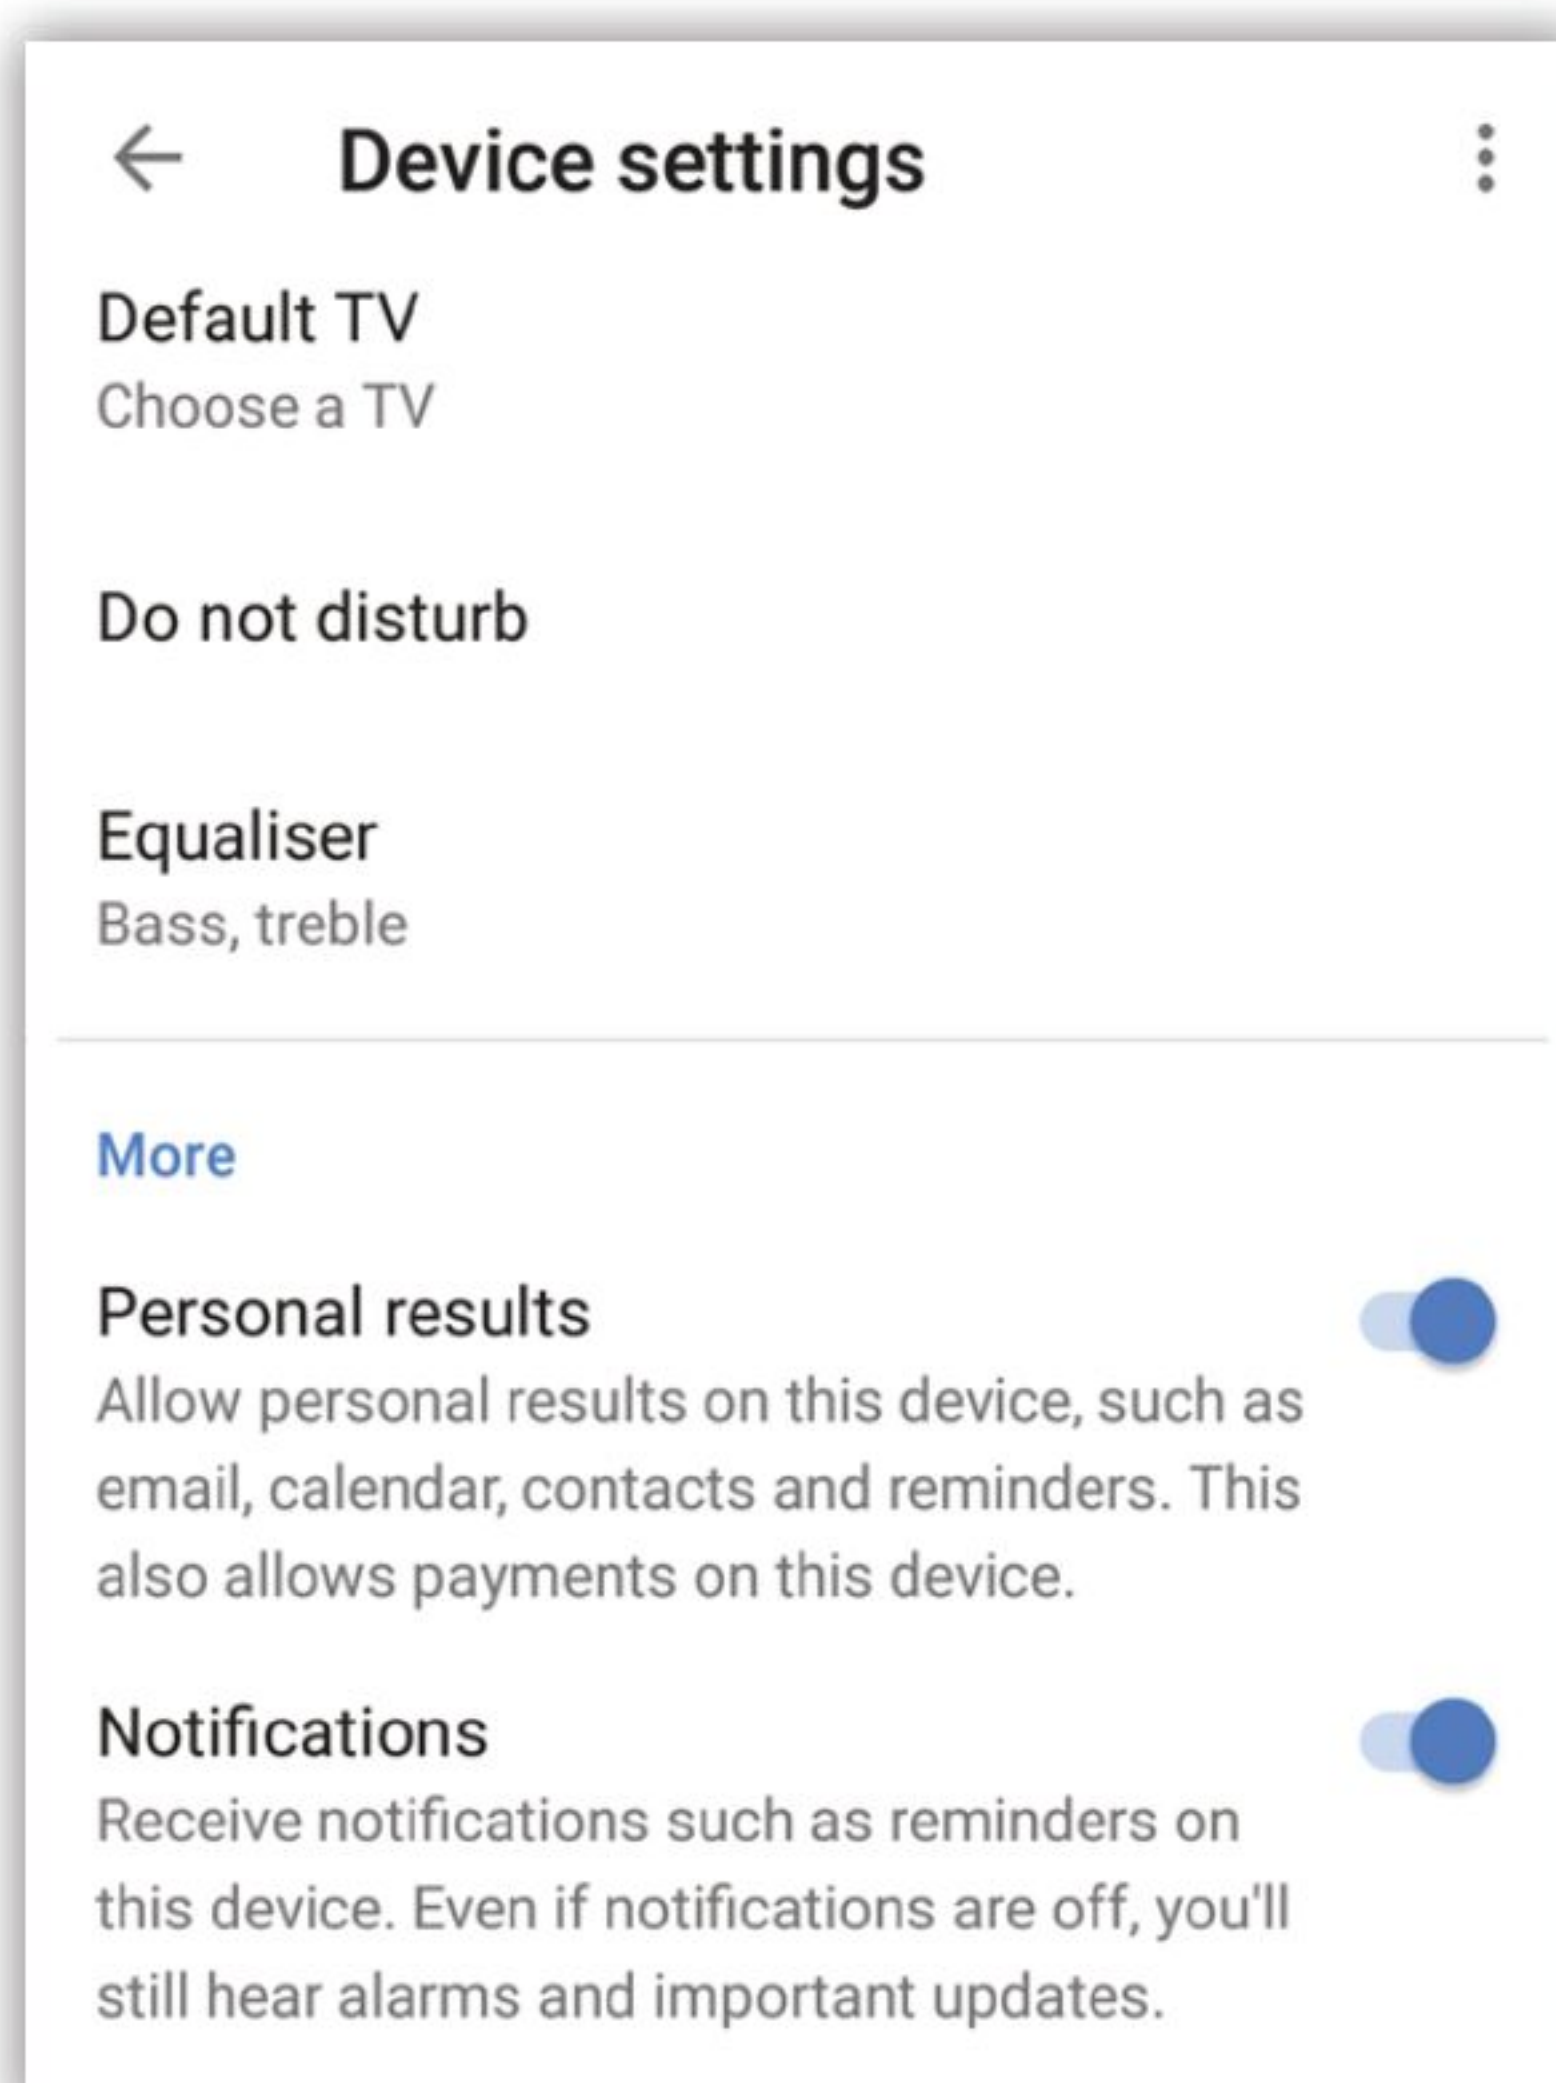 Device settings
Default TV
Choose a TV
Do not disturb
Equaliser
Bass, treble
More
Personal results
Allow personal results on this device, such as
email, calendar, contacts and reminders. This
also allows payments on this device.
Notifications
Receive notifications such as reminders on
this device. Even if notifications are off, you'll
still hear alarms and important updates.